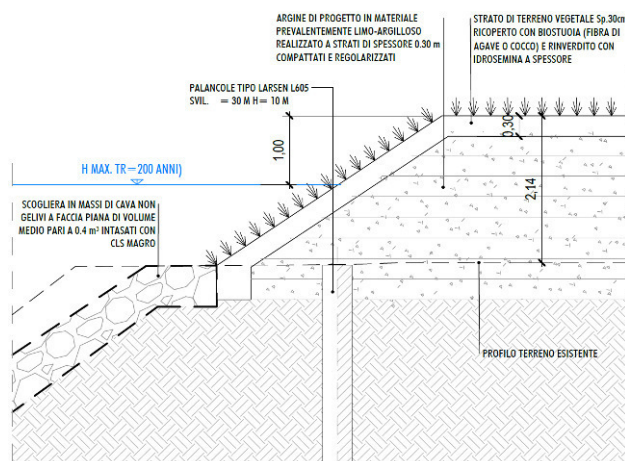 ARGINE DI PROGETTO IN MATERIALE
PREVALENTEMENTE LIMO-ARGILLOSO
REALIZZATO A STRATI DI SPESSORE 0.30 m
COMPATTATI E REGOLARIZZATI
STRATO DI TERRENO VEGETALE Sp.30cm
RICOPERTO CON BIOSTUOIA (FIBRA DI
AGAVE O COCCO) E RINVERDITO CON
IDROSEMINA A SPESSORE
PALANCOLE TIPO LARSEN L605
SVIL. = 30 M H= 10 M
1,00
0,30
2,14
H MAX. TR=200 ANNI)
SCOGLIERA IN MASSI DI CAVA NON
GELIVI A FACCIA PIANA DI VOLUME
MEDIO PARI A 0.4 m³ INTASATI CON
CLS MAGRO
PROFILO TERRENO ESISTENTE